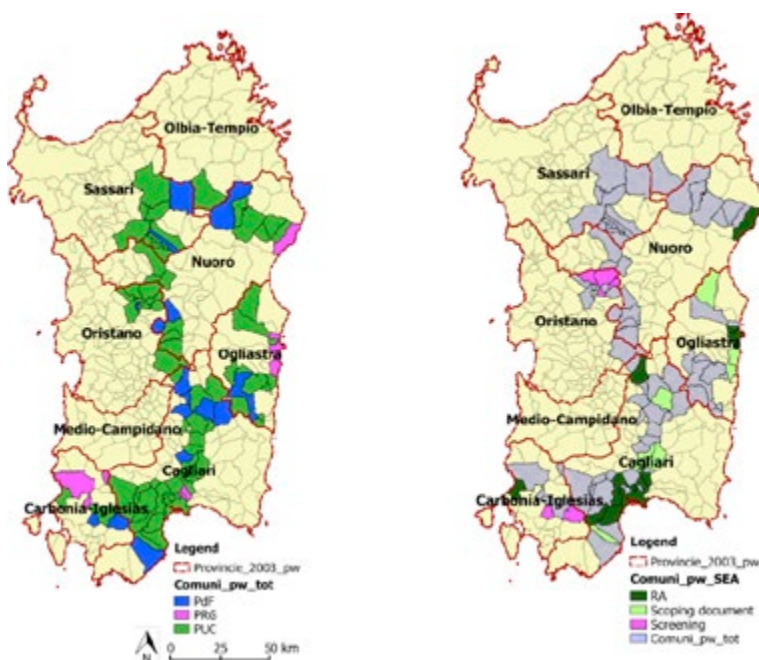 Olbia-Tempio
Sassari
Nuoro
Oristano
Ogliastra
Medio-Campidano
Cagliari
Carbonia-Iglesias
Legend
Provincie_2003_pw
Comuni_pw_tot
PdF
PRG
PUC
N
0 25 50 km
Olbia-Tempio
Sassari
Nuoro
Oristano
Ogliastra
Medio-Campidano
Cagliari
Carbonia-Iglesias
Legend
Provincie_2003_pw
Comuni_pw_SEA
RA
Scoping document
Screening
Comuni_pw_tot